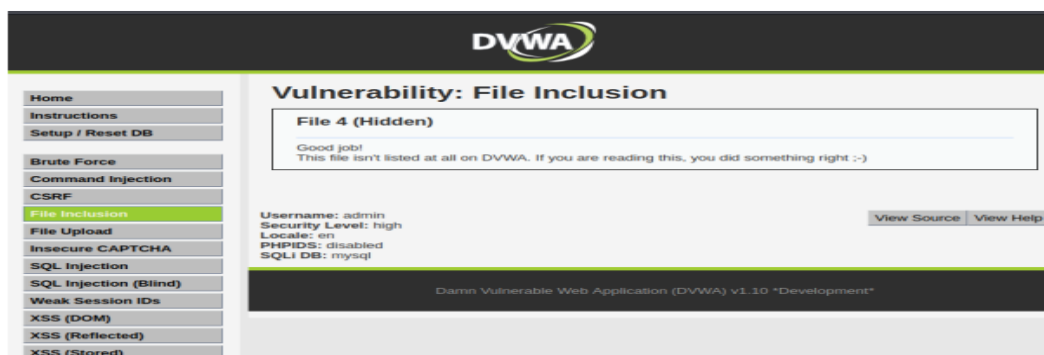 DVWA
Vulnerability: File Inclusion
Home
Instructions
Setup / Reset DB
Brute Force
Command Injection
CSRF
File Inclusion
File Upload
Insecure CAPTCHA
SQL Injection
SQL Injection (Blind)
Weak Session IDs
XSS (DOM)
XSS (Reflected)
XSS (Stored)
File 4 (Hidden)
Good job!
This file isn't listed at all on DVWA. If you are reading this, you did something right ;-)
Username: admin
Security Level: high
Locale: en
PHPIDS: disabled
SQLi DB: mysql
View Source View Help
Damn Vulnerable Web Application (DVWA) v1.10 *Development*